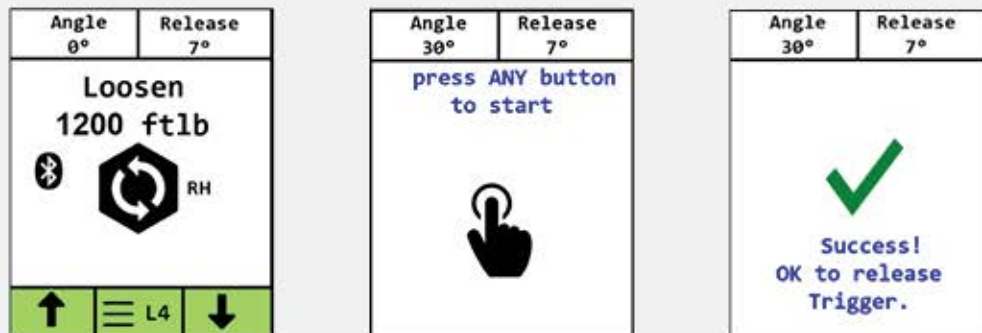 Angle
0°
Release
7°
Loosen
1200 ftlb
RH
L4
Angle
30°
Release
7°
press ANY button
to start
Angle
30°
Release
7°
Success!
OK to release
Trigger.